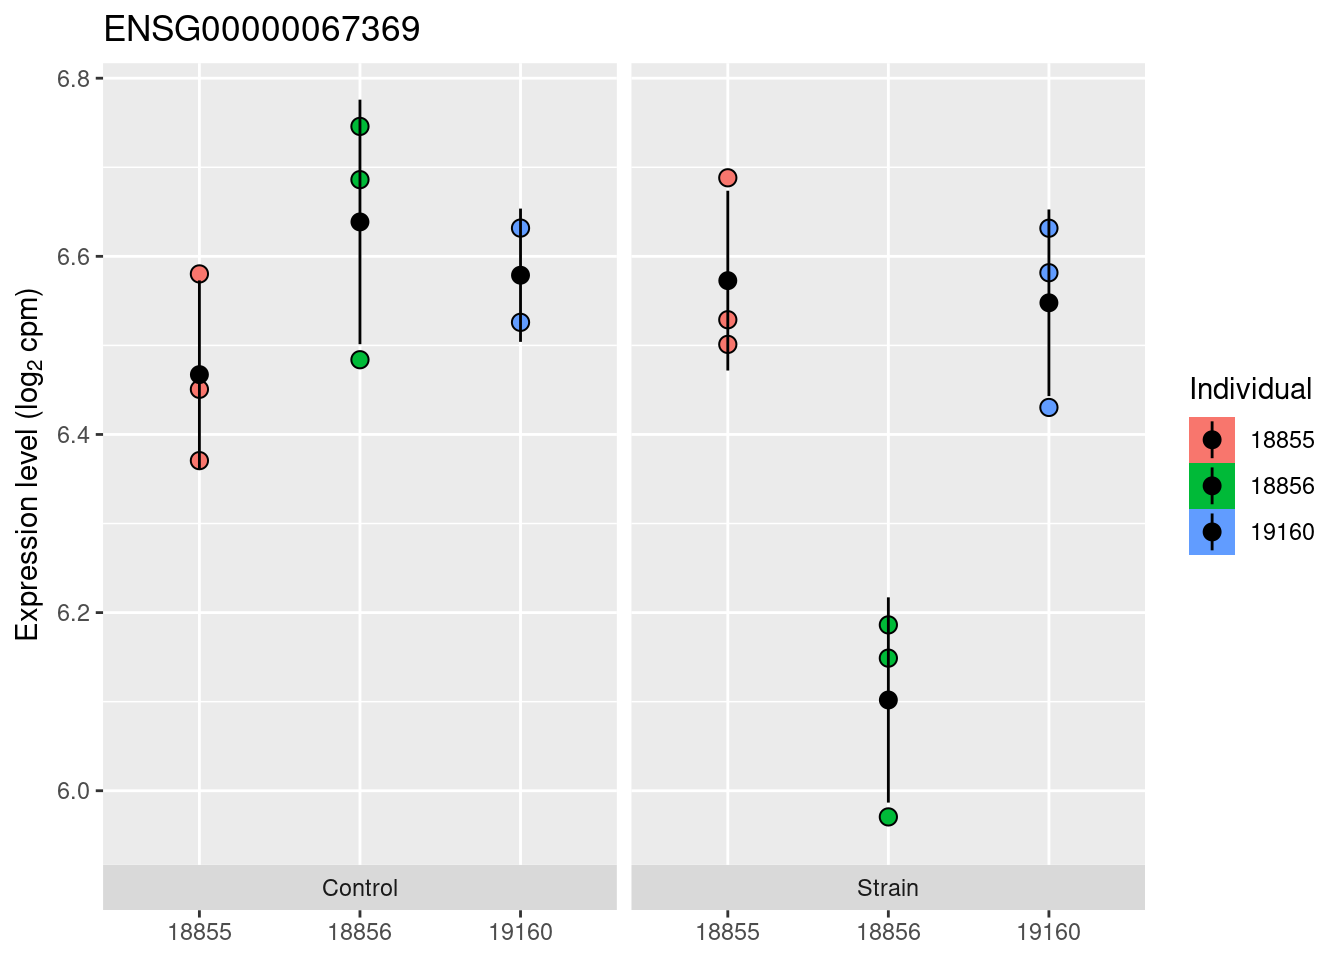 ENSG00000067369
Expression level (log₂ cpm)
6.8
6.6
6.4
6.2
6.0
Control
Strain
18855
18856
19160
18855
18856
19160
Individual
18855
18856
19160